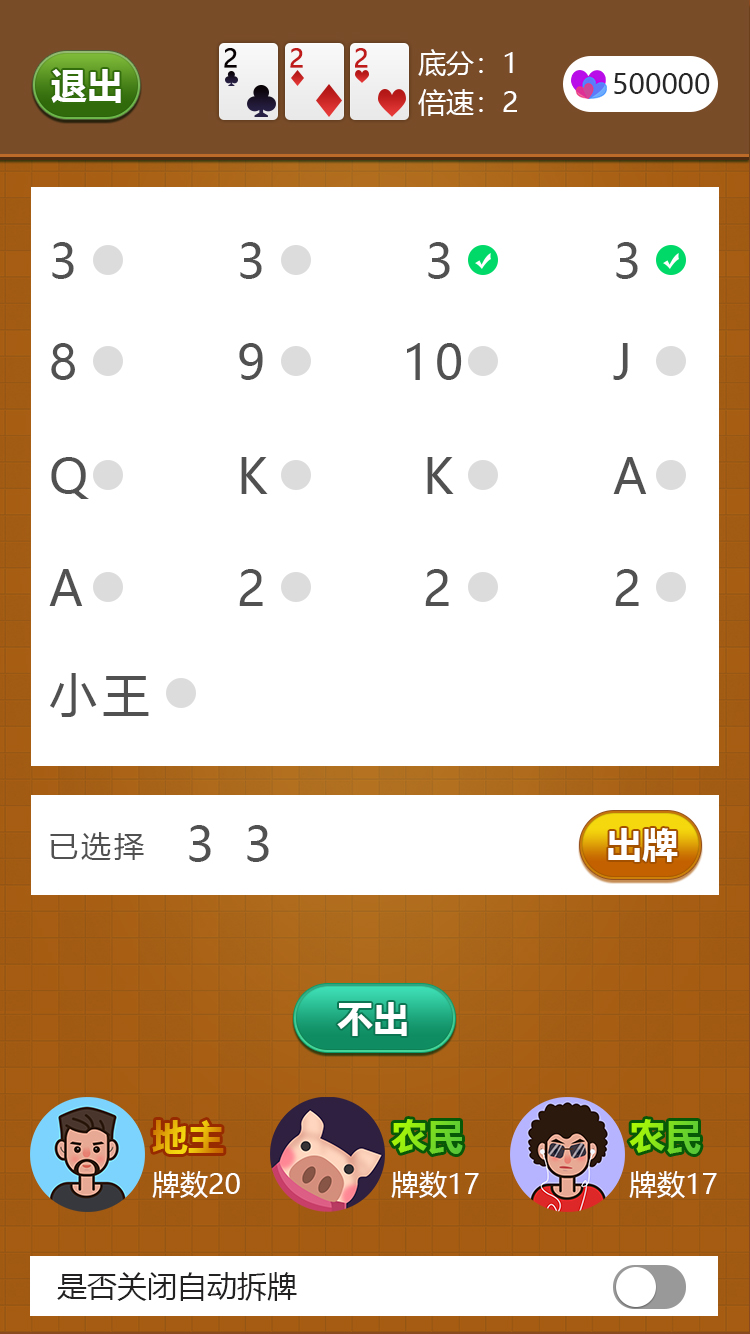 退出
2 2 2
底分：1
倍速：2
500000
3 3 3 3
8 9 10 J
Q K K A
A 2 2 2
小王
已选择 3 3
出牌
不出
地主 农民 农民
牌数20 牌数17 牌数17
是否关闭自动拆牌